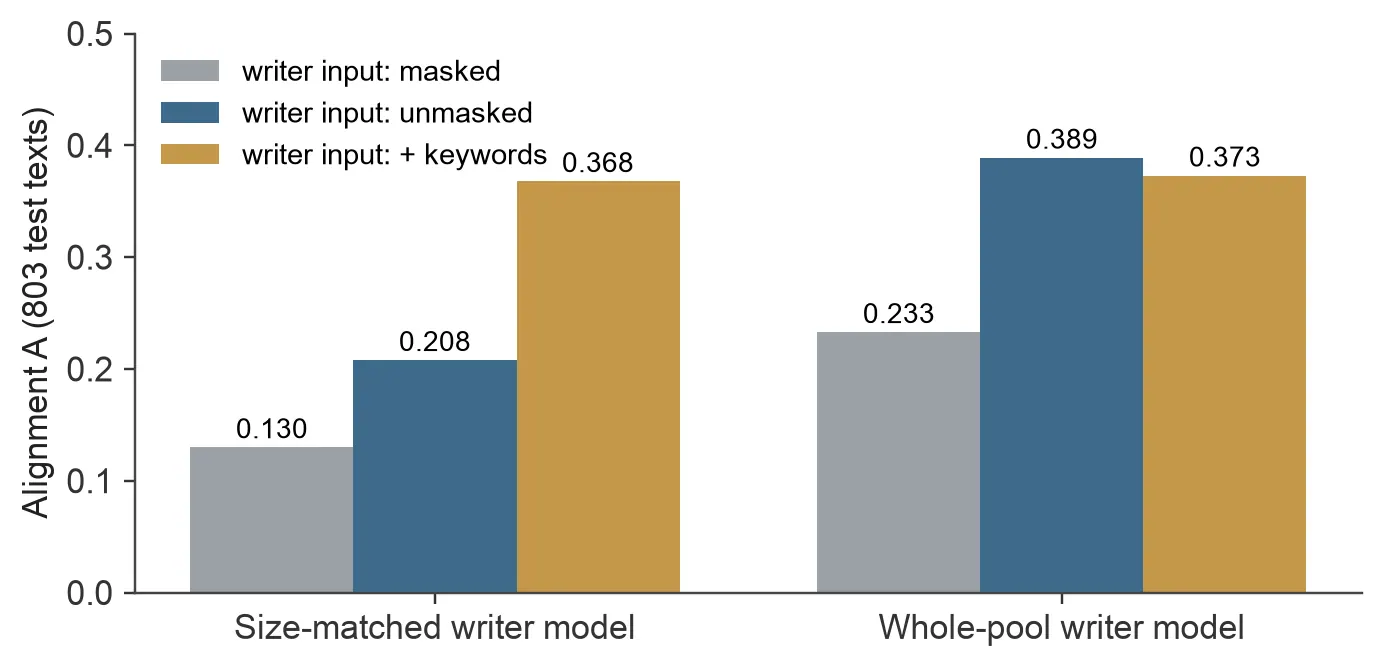 Alignment A (803 test texts)
0.5
0.4
0.3
0.2
0.1
0.0
writer input: masked
writer input: unmasked
writer input: + keywords
0.130
0.208
0.368
0.233
0.389
0.373
Size-matched writer model
Whole-pool writer model